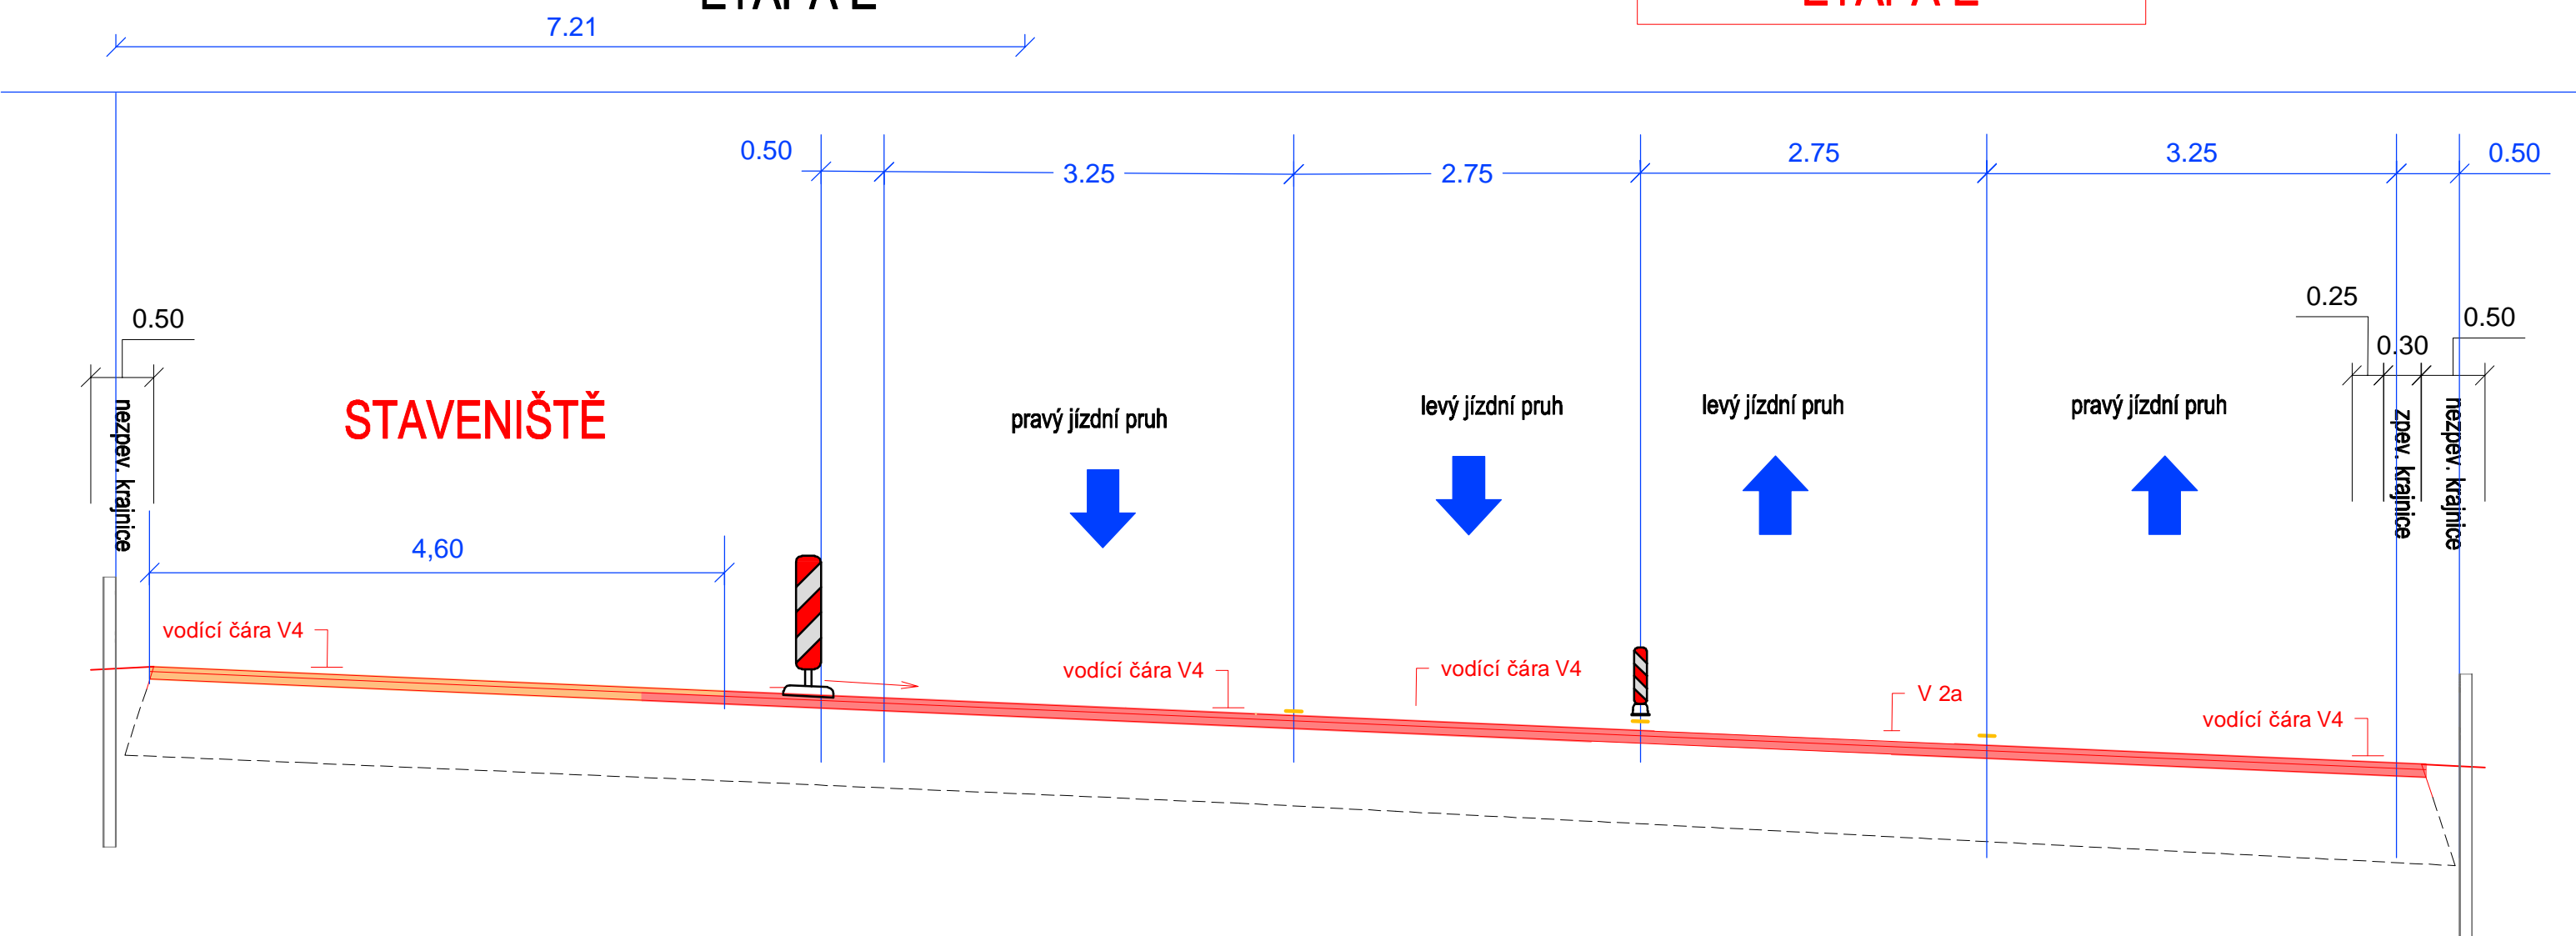 ETAPA E
ETAPA E
7.21
0.50
3.25
2.75
2.75
3.25
0.50
0.50
0.25
0.30
0.50
nezpev. krajnice
STAVENIŠTĚ
pravý jízdní pruh
levý jízdní pruh
levý jízdní pruh
pravý jízdní pruh
zpev. krajnice
nezpev. krajnice
4,60
vodící čára V4
vodící čára V4
vodící čára V4
V 2a
vodící čára V4